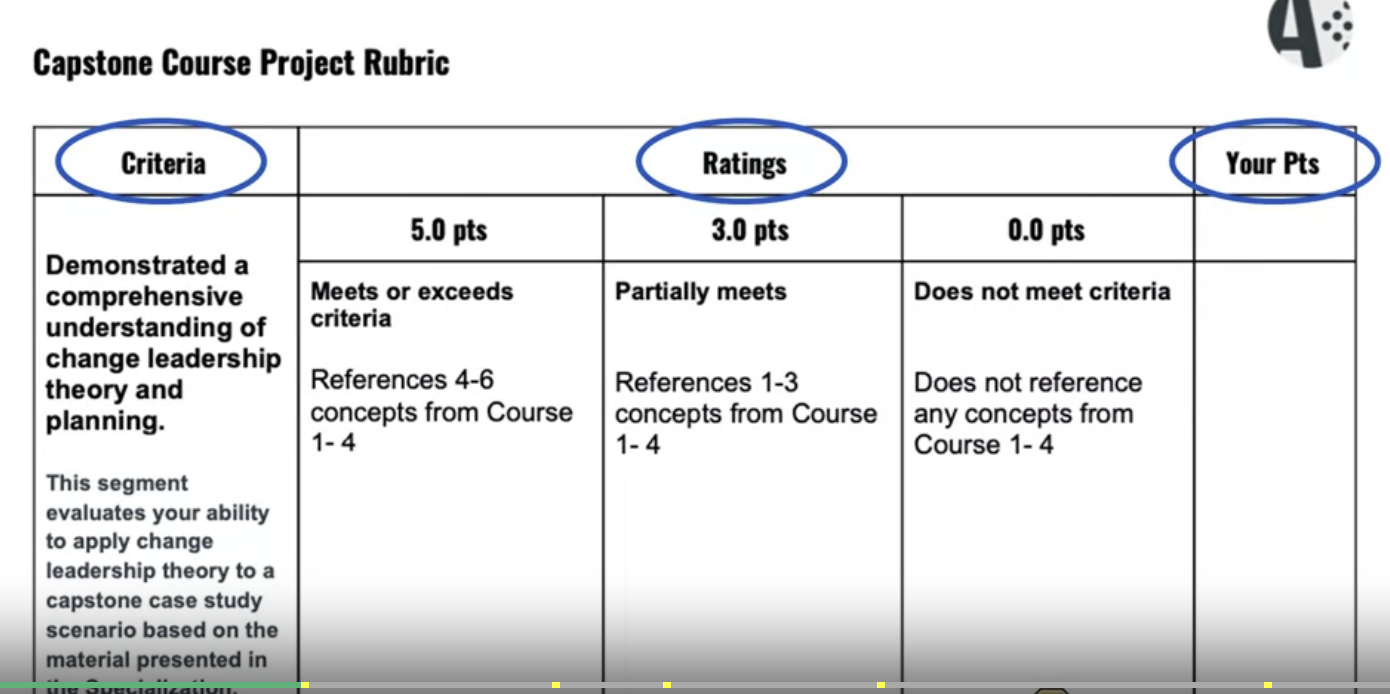 Capstone Course Project Rubric
Criteria
Ratings
Your Pts
5.0 pts
3.0 pts
0.0 pts
Demonstrated a
comprehensive
understanding of
change leadership
theory and
planning.
This segment
evaluates your ability
to apply change
leadership theory to a
capstone case study
scenario based on the
material presented in
the Specialization.
Meets or exceeds
criteria
References 4-6
concepts from Course
1- 4
Partially meets
References 1-3
concepts from Course
1- 4
Does not meet criteria
Does not reference
any concepts from
Course 1- 4